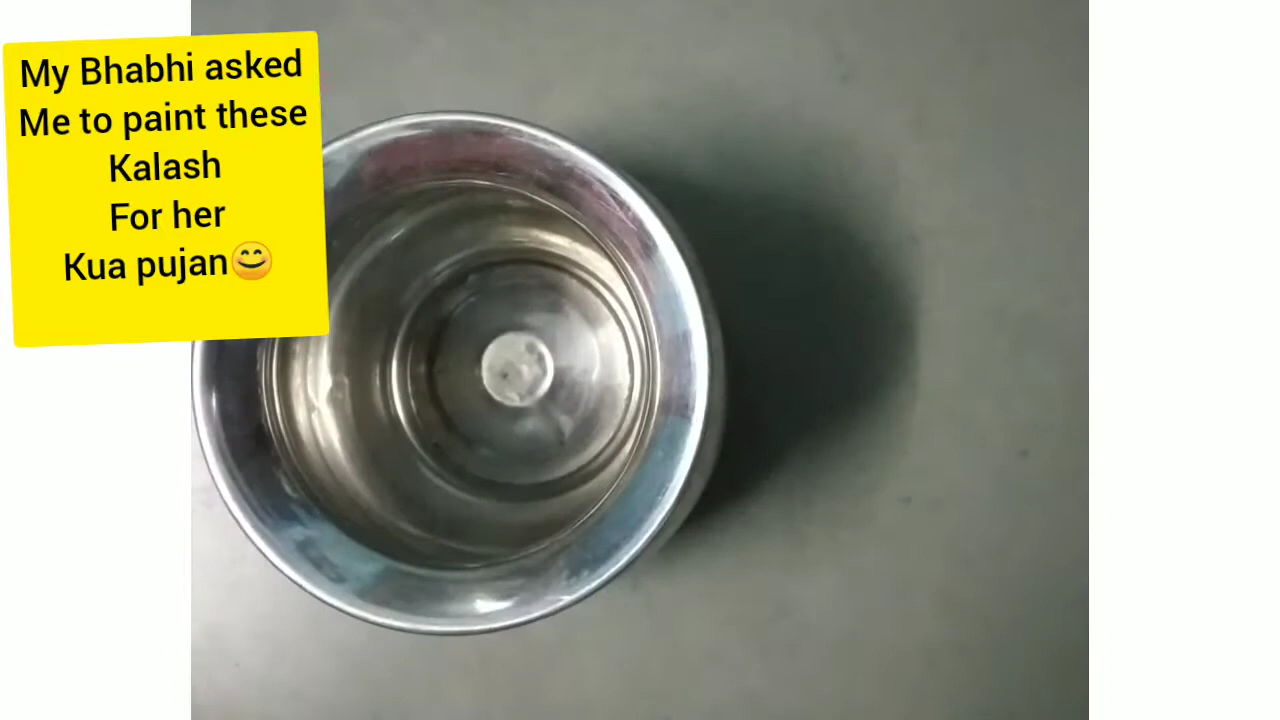 My Bhabhi asked
Me to paint these
Kalash
For her
Kua pujan😊